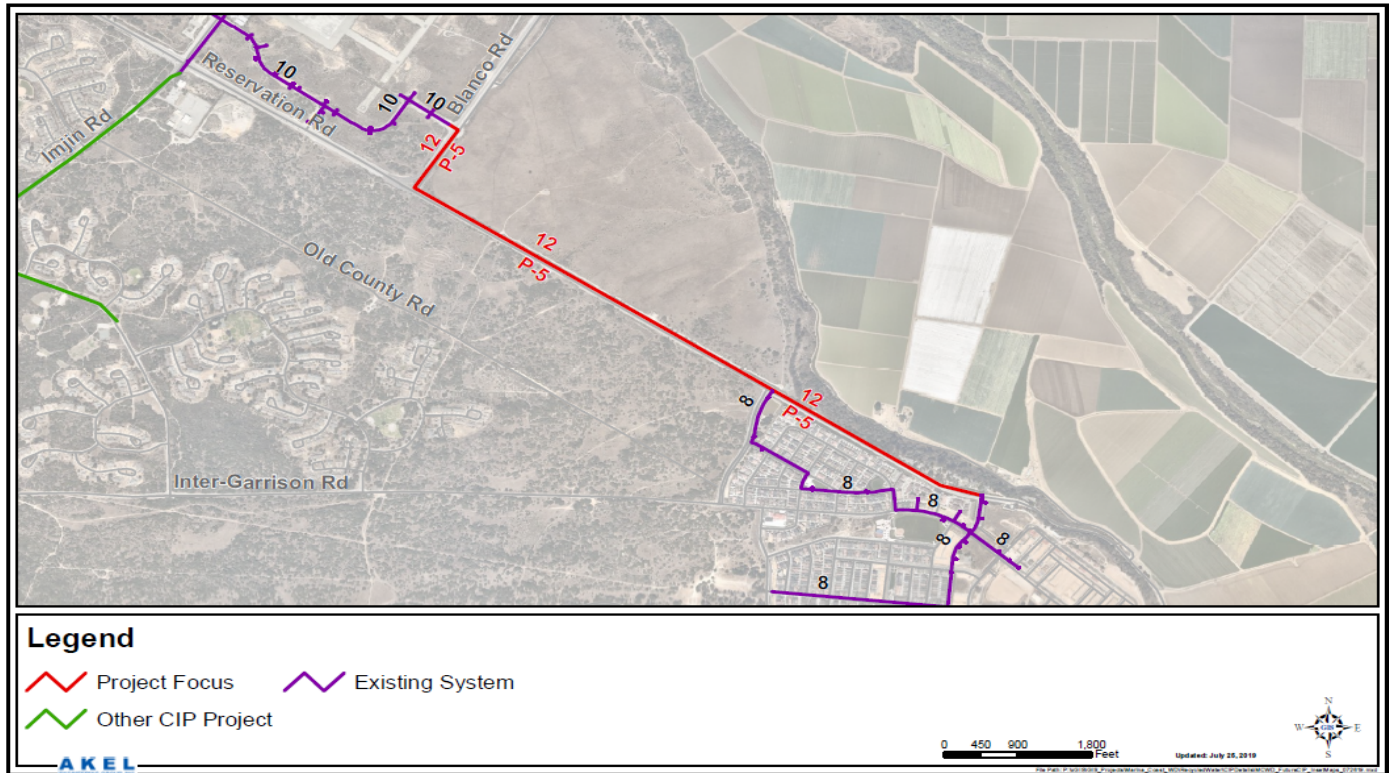 10
Reservation Rd
Imjin Rd
10
10
Blanco Rd
12
P-5
12
P-5
Old County Rd
12
P-5
8
Inter-Garrison Rd
8
8
8
8
8
Legend
Project Focus
Existing System
Other CIP Project
AKEL
0 450 900 1,800
Feet
Updated: July 25, 2019
N
W GIS E
S